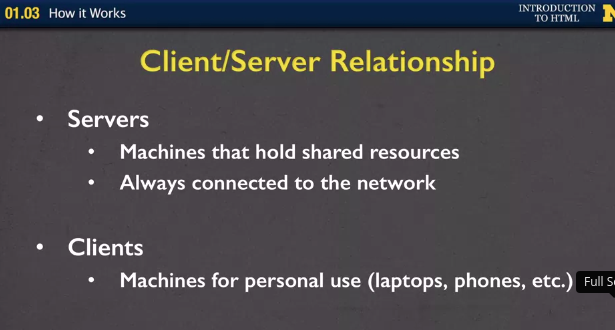 01.03 How it Works
INTRODUCTION
TO HTML
Client/Server Relationship
• Servers
• Machines that hold shared resources
• Always connected to the network
• Clients
• Machines for personal use (laptops, phones, etc.)
Full